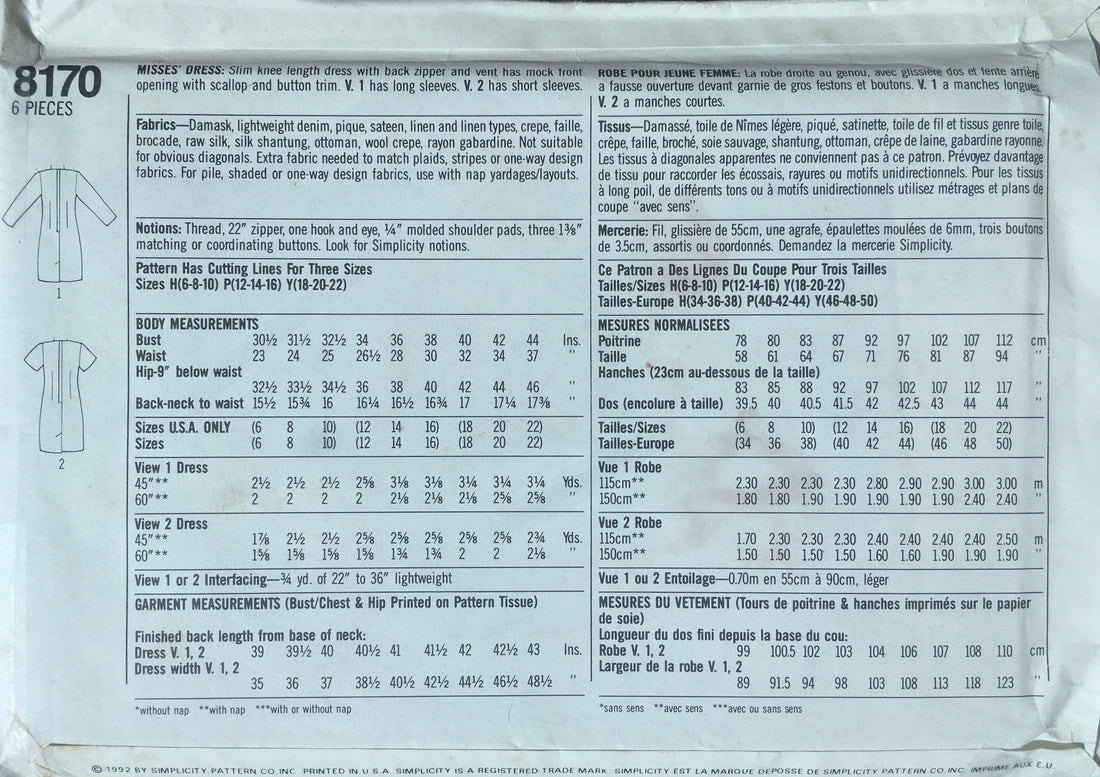 8170
6 PIECES
1
2
MISSES' DRESS: Slim knee length dress with back zipper and vent has mock front
opening with scallop and button trim. V. 1 has long sleeves. V. 2 has short sleeves.
Fabrics—Damask, lightweight denim, pique, sateen, linen and linen types, crepe, faille,
brocade, raw silk, silk shantung, ottoman, wool crepe, rayon gabardine. Not suitable
for obvious diagonals. Extra fabric needed to match plaids, stripes or one-way design
fabrics. For pile, shaded or one-way design fabrics, use with nap yardages/layouts.
Notions: Thread, 22″ zipper, one hook and eye, ¼″ molded shoulder pads, three 1⅜″
matching or coordinating buttons. Look for Simplicity notions.
Pattern Has Cutting Lines For Three Sizes
Sizes H(6-8-10) P(12-14-16) Y(18-20-22)
BODY MEASUREMENTS
Bust 30½ 31½ 32½ 34 36 38 40 42 44 Ins.
Waist 23 24 25 26½ 28 30 32 34 37 ″
Hip-9″ below waist
32½ 33½ 34½ 36 38 40 42 44 46 ″
Back-neck to waist 15½ 15¾ 16 16¼ 16½ 16¾ 17 17¼ 17⅜ ″
Sizes U.S.A. ONLY (6 8 10) (12 14 16) (18 20 22)
Sizes (6 8 10) (12 14 16) (18 20 22)
View 1 Dress
45″** 2½ 2½ 2½ 2⅝ 3⅛ 3⅛ 3¼ 3¼ 3¼ Yds.
60″** 2 2 2 2 2⅛ 2⅛ 2⅛ 2⅝ 2⅝ ″
View 2 Dress
45″** 1⅞ 2½ 2½ 2⅝ 2⅝ 2⅝ 2⅝ 2⅝ 2¾ Yds.
60″** 1⅝ 1⅝ 1⅝ 1⅝ 1¾ 1¾ 2 2 2⅛ ″
View 1 or 2 Interfacing—¾ yd. of 22″ to 36″ lightweight
GARMENT MEASUREMENTS (Bust/Chest & Hip Printed on Pattern Tissue)
Finished back length from base of neck:
Dress V. 1, 2 39 39½ 40 40½ 41 41½ 42 42½ 43 Ins.
Dress width V. 1, 2
35 36 37 38½ 40½ 42½ 44½ 46½ 48½ ″
*without nap **with nap ***with or without nap
ROBE POUR JEUNE FEMME: La robe droite au genou, avec glissière dos et fente arrière
a fausse ouverture devant garnie de gros festons et boutons. V. 1 a manches longues.
V. 2 a manches courtes.
Tissus—Damassé, toile de Nîmes légère, piqué, satinette, toile de fil et tissus genre toile,
crêpe, faille, broché, soie sauvage, shantung, ottoman, crêpe de laine, gabardine rayonne.
Les tissus à diagonales apparentes ne conviennent pas à ce patron. Prévoyez davantage
de tissu pour raccorder les écossais, rayures ou motifs unidirectionnels. Pour les tissus
à long poil, de différents tons ou à motifs unidirectionnels utilisez métrages et plans de
coupe “avec sens”.
Mercerie: Fil, glissière de 55cm, une agrafe, épaulettes moulées de 6mm, trois boutons
de 3.5cm, assortis ou coordonés. Demandez la mercerie Simplicity.
Ce Patron a Des Lignes Du Coupe Pour Trois Tailles
Tailles/Sizes H(6-8-10) P(12-14-16) Y(18-20-22)
Tailles-Europe H(34-36-38) P(40-42-44) Y(46-48-50)
MESURES NORMALISEES
Poitrine 78 80 83 87 92 97 102 107 112 cm
Taille 58 61 64 67 71 76 81 87 94 ″
Hanches (23cm au-dessous de la taille)
83 85 88 92 97 102 107 112 117 ″
Dos (encolure à taille) 39.5 40 40.5 41.5 42 42.5 43 44 44 ″
Tailles/Sizes (6 8 10) (12 14 16) (18 20 22)
Tailles-Europe (34 36 38) (40 42 44) (46 48 50)
Vue 1 Robe
115cm** 2.30 2.30 2.30 2.30 2.80 2.90 2.90 3.00 3.00 m
150cm** 1.80 1.80 1.90 1.90 1.90 1.90 1.90 2.40 2.40 ″
Vue 2 Robe
115cm** 1.70 2.30 2.30 2.30 2.40 2.40 2.40 2.40 2.50 m
150cm** 1.50 1.50 1.50 1.50 1.60 1.60 1.90 1.90 1.90 ″
Vue 1 ou 2 Entoilage—0.70m en 55cm à 90cm, léger
MESURES DU VETEMENT (Tours de poitrine & hanches imprimés sur le papier
de soie)
Longueur du dos fini depuis la base du cou:
Robe V. 1, 2 99 100.5 102 103 104 106 107 108 110 cm
Largeur de la robe V. 1, 2
89 91.5 94 98 103 108 113 118 123 ″
*sans sens **avec sens ***avec ou sans sens
© 1992 BY SIMPLICITY PATTERN CO. INC. PRINTED IN U.S.A. SIMPLICITY IS A REGISTERED TRADE MARK. SIMPLICITY EST LA MARQUE DEPOSSE DE SIMPLICITY PATTERN CO. INC. IMPRIME AUX E.U.